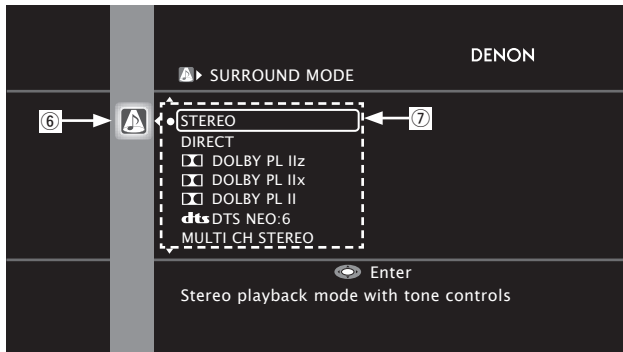 DENON
SURROUND MODE
⑥ STEREO ⑦
DIRECT
DOLBY PL IIz
DOLBY PL IIx
DOLBY PL II
dts DTS NEO:6
MULTI CH STEREO
Enter
Stereo playback mode with tone controls